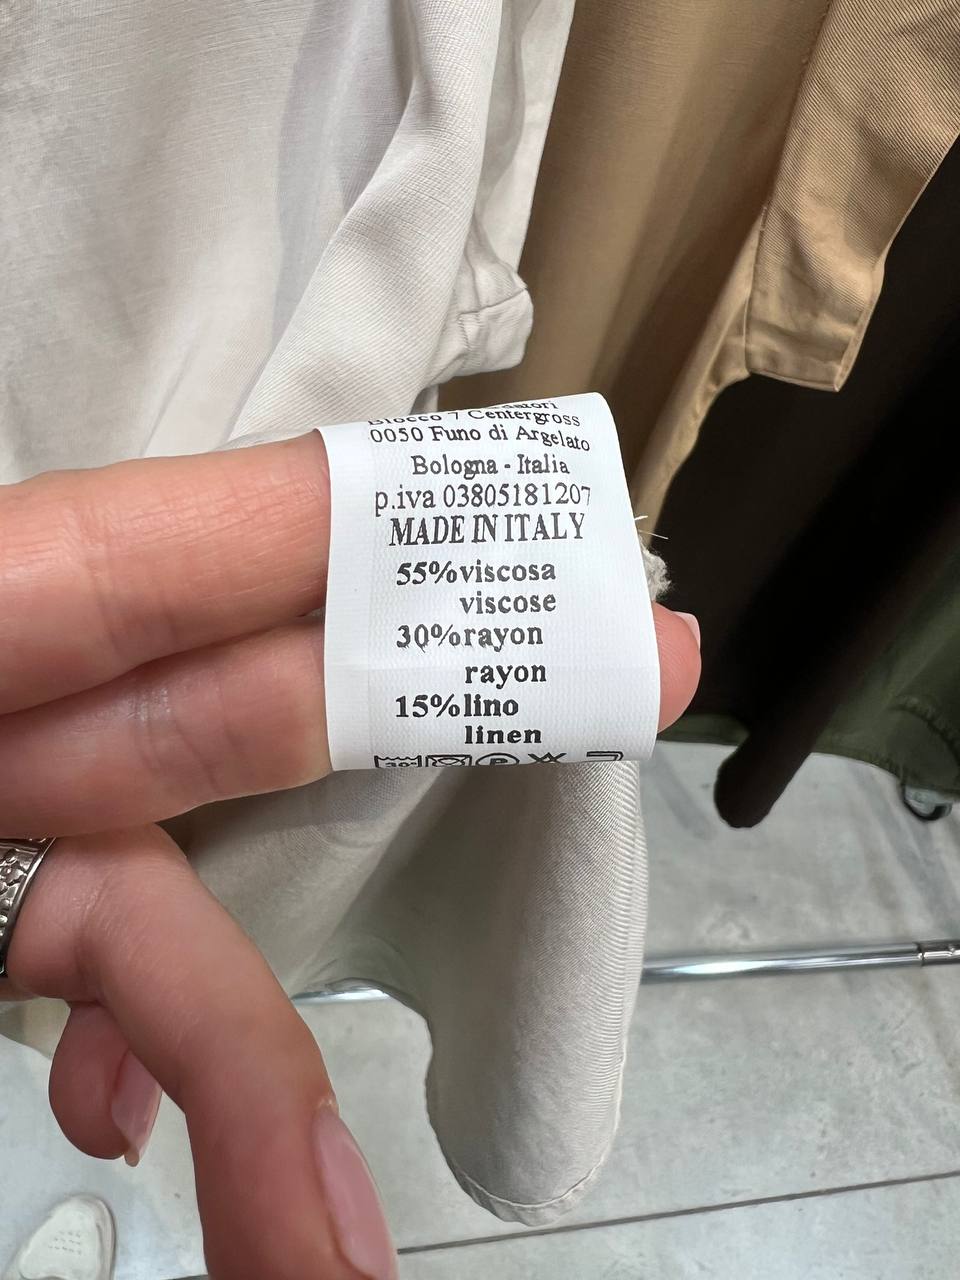 Blocco 7 Centergross
0050 Funo di Argelato
Bologna - Italia
p.iva 03805181207
MADE IN ITALY
55% viscosa
viscose
30% rayon
rayon
15% lino
linen
30°
P